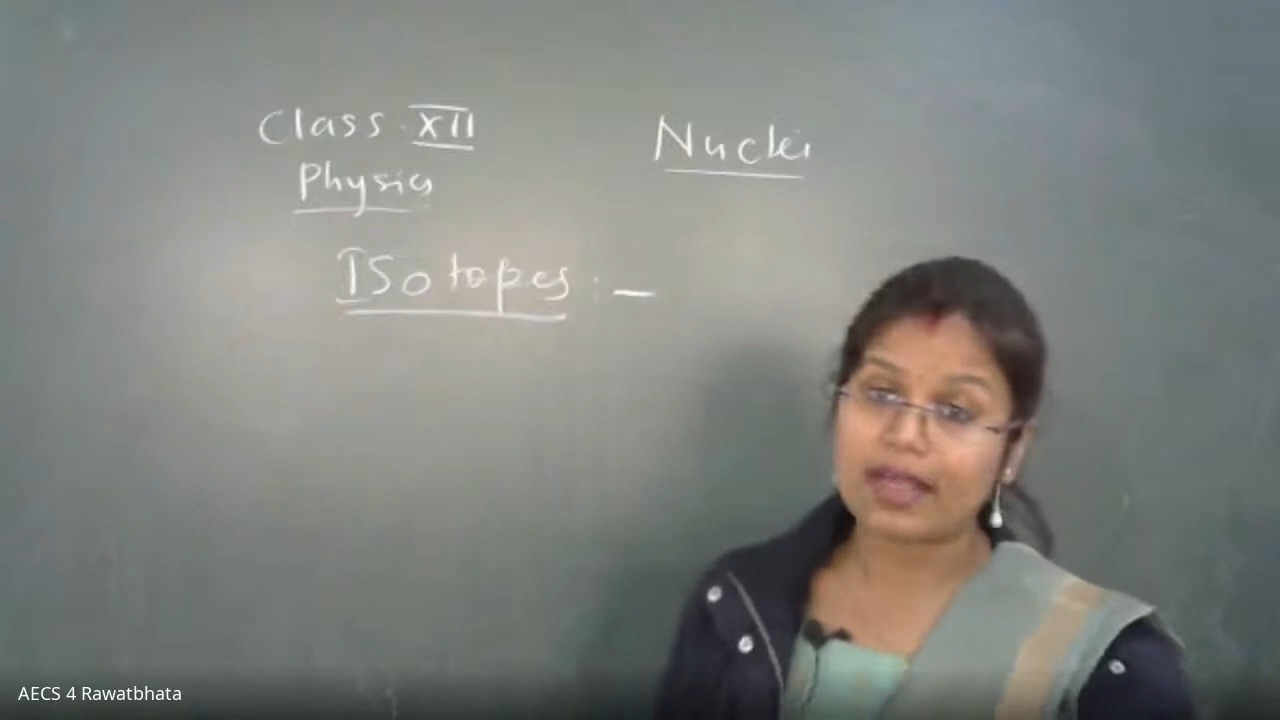 Class XII
Physics
Nuclei
Isotopes :-
AECS 4 Rawatbhata